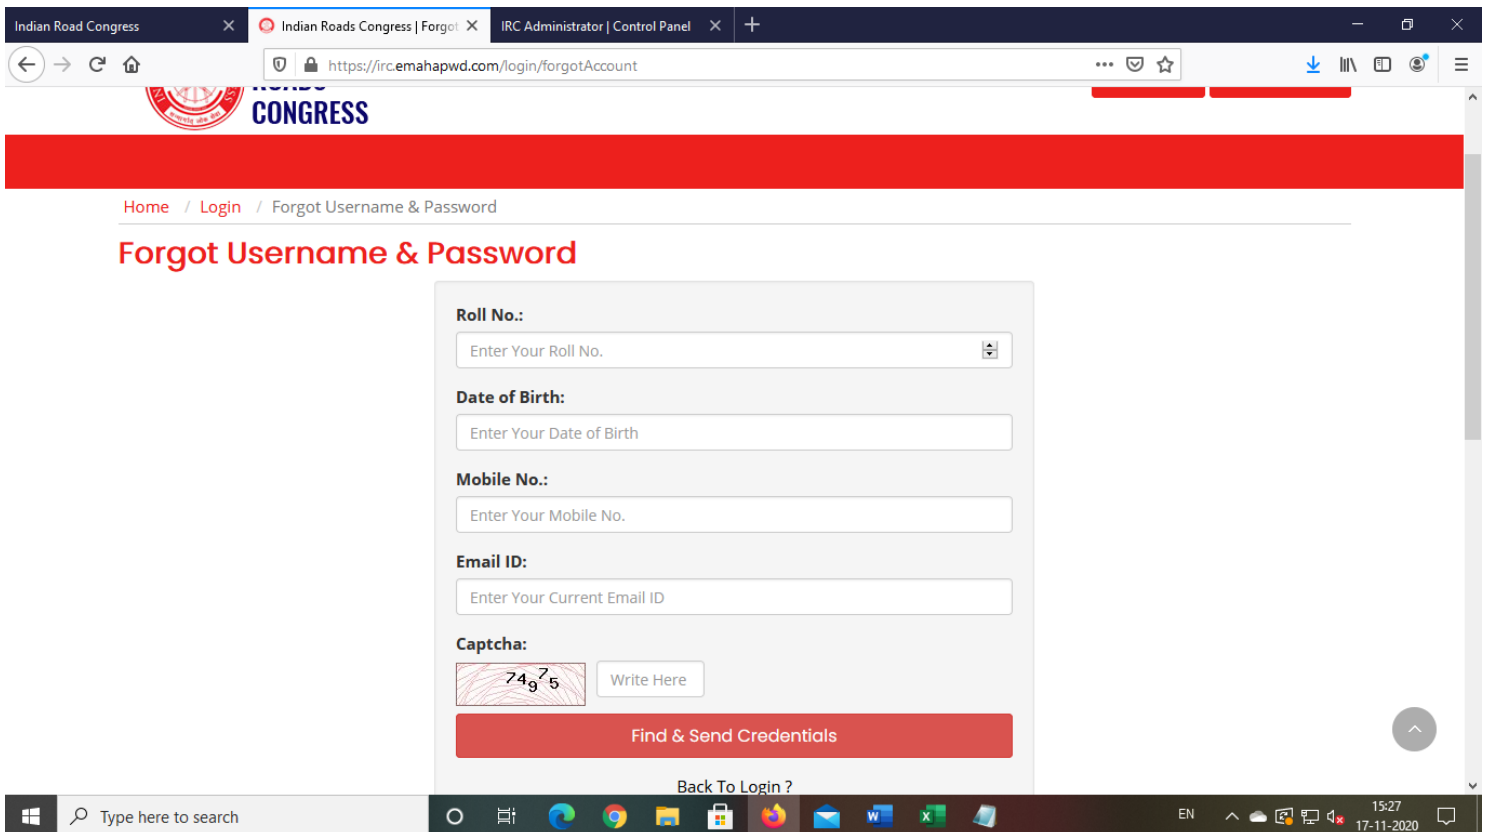 Indian Road Congress
Indian Roads Congress | Forgot
IRC Administrator | Control Panel
https://irc.emahapwd.com/login/forgotAccount
CONGRESS
Home / Login / Forgot Username & Password
Forgot Username & Password
Roll No.:
Enter Your Roll No.
Date of Birth:
Enter Your Date of Birth
Mobile No.:
Enter Your Mobile No.
Email ID:
Enter Your Current Email ID
Captcha:
74975
Write Here
Find & Send Credentials
Back To Login ?
Type here to search
EN
15:27
17-11-2020